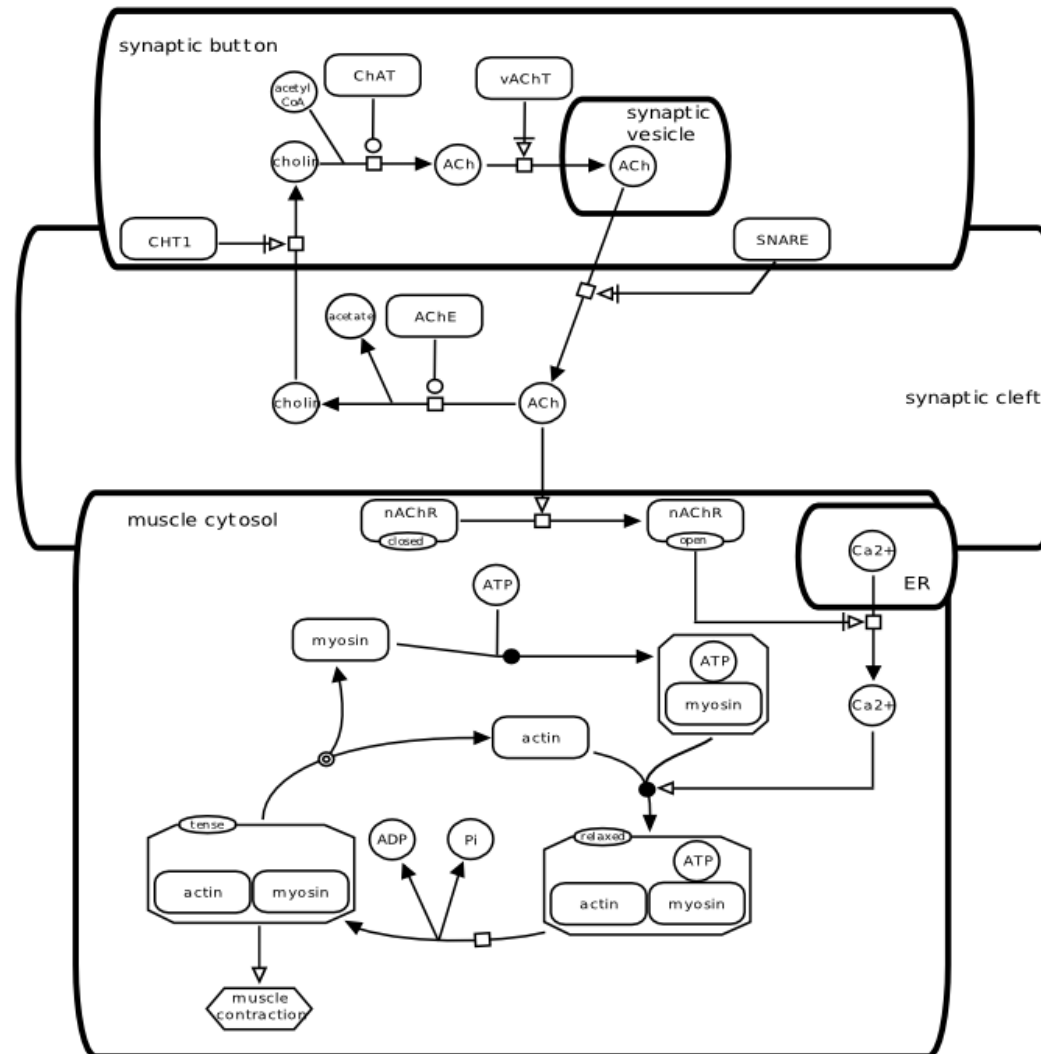 synaptic button
ChAT
vAChT
acetyl
CoA
synaptic
vesicle
cholin
ACh
ACh
CHT1
SNARE
acetate
AChE
cholin
ACh
synaptic cleft
muscle cytosol
nAChR
closed
nAChR
open
Ca2+
ER
ATP
myosin
ATP
myosin
Ca2+
actin
tense
ADP
Pi
relaxed
ATP
actin
myosin
actin
myosin
muscle
contraction